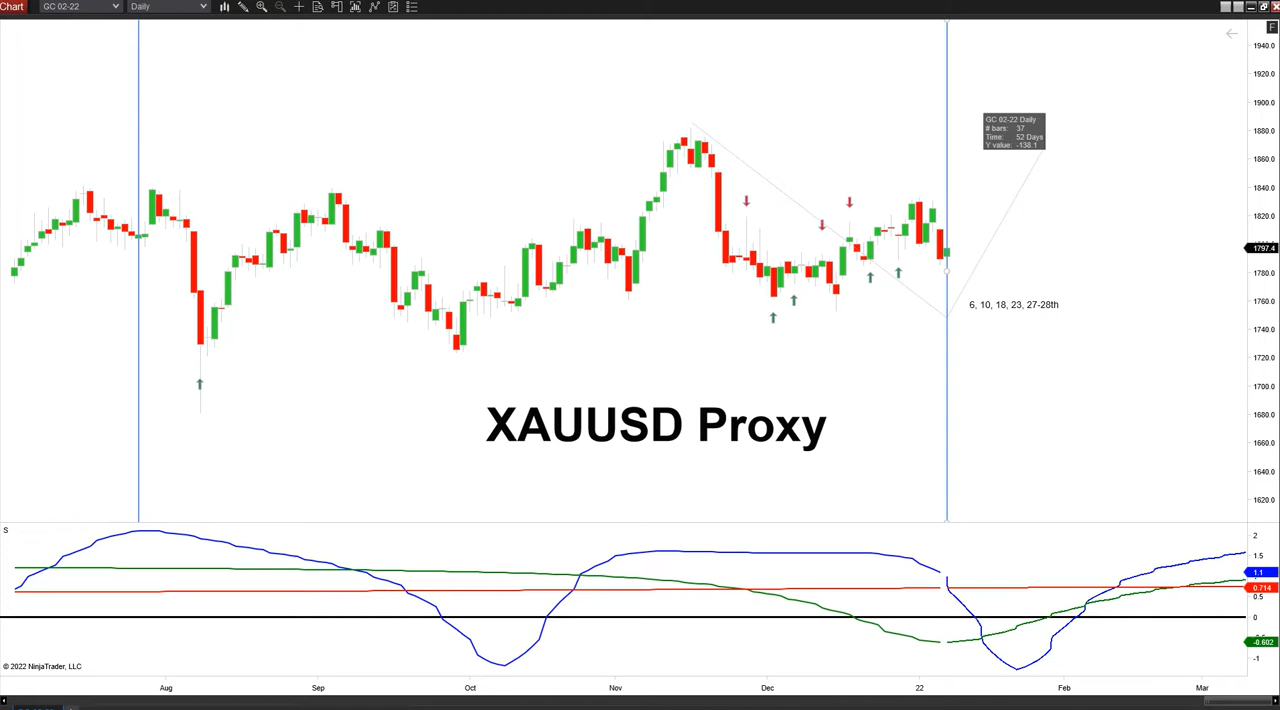 Chart GC 02-22 Daily
F
1940.0
1920.0
1900.0
1880.0
1860.0
1840.0
1820.0
1797.4
1780.0
1760.0
1740.0
1720.0
1700.0
1680.0
1660.0
1640.0
1620.0
GC 02-22 Daily
# bars: 37
Time: 52 Days
Y value: -138.1
6, 10, 18, 23, 27-28th
XAUUSD Proxy
S
2
1.5
1.1
0.714
0.5
0
-0.602
-1
© 2022 NinjaTrader, LLC
Aug Sep Oct Nov Dec 22 Feb Mar